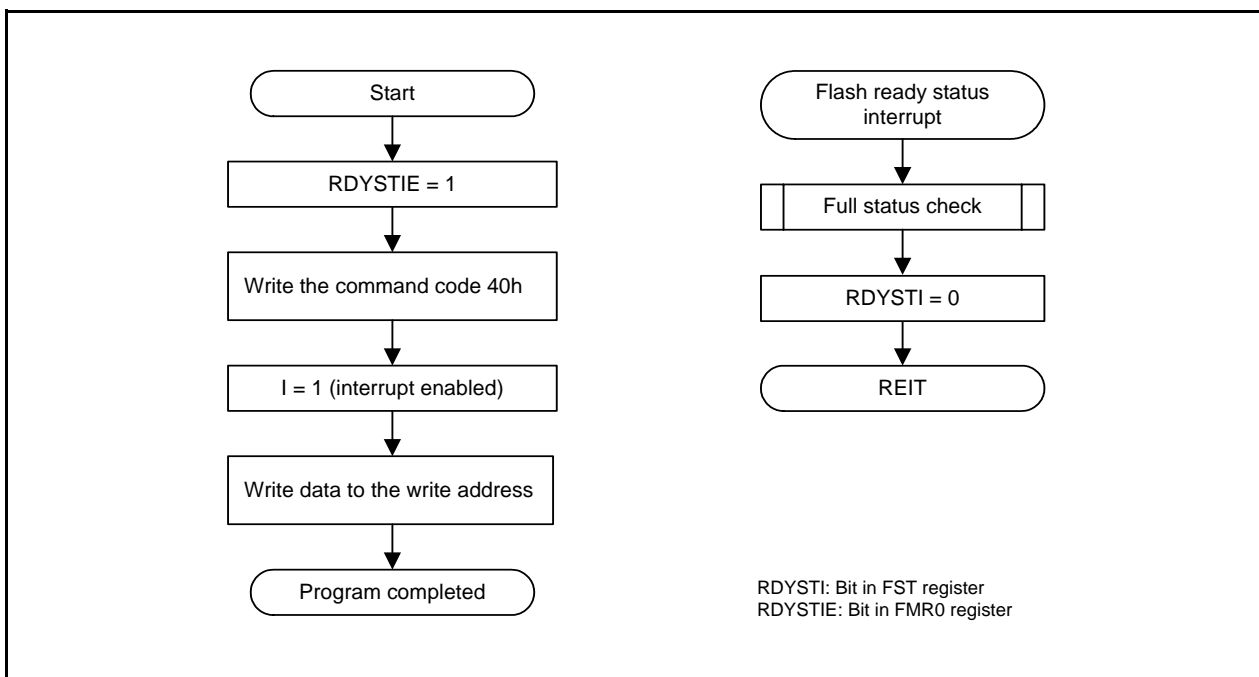 Start
RDYSTIE = 1
Write the command code 40h
I = 1 (interrupt enabled)
Write data to the write address
Program completed
Flash ready status
interrupt
Full status check
RDYSTI = 0
REIT
RDYSTI: Bit in FST register
RDYSTIE: Bit in FMR0 register